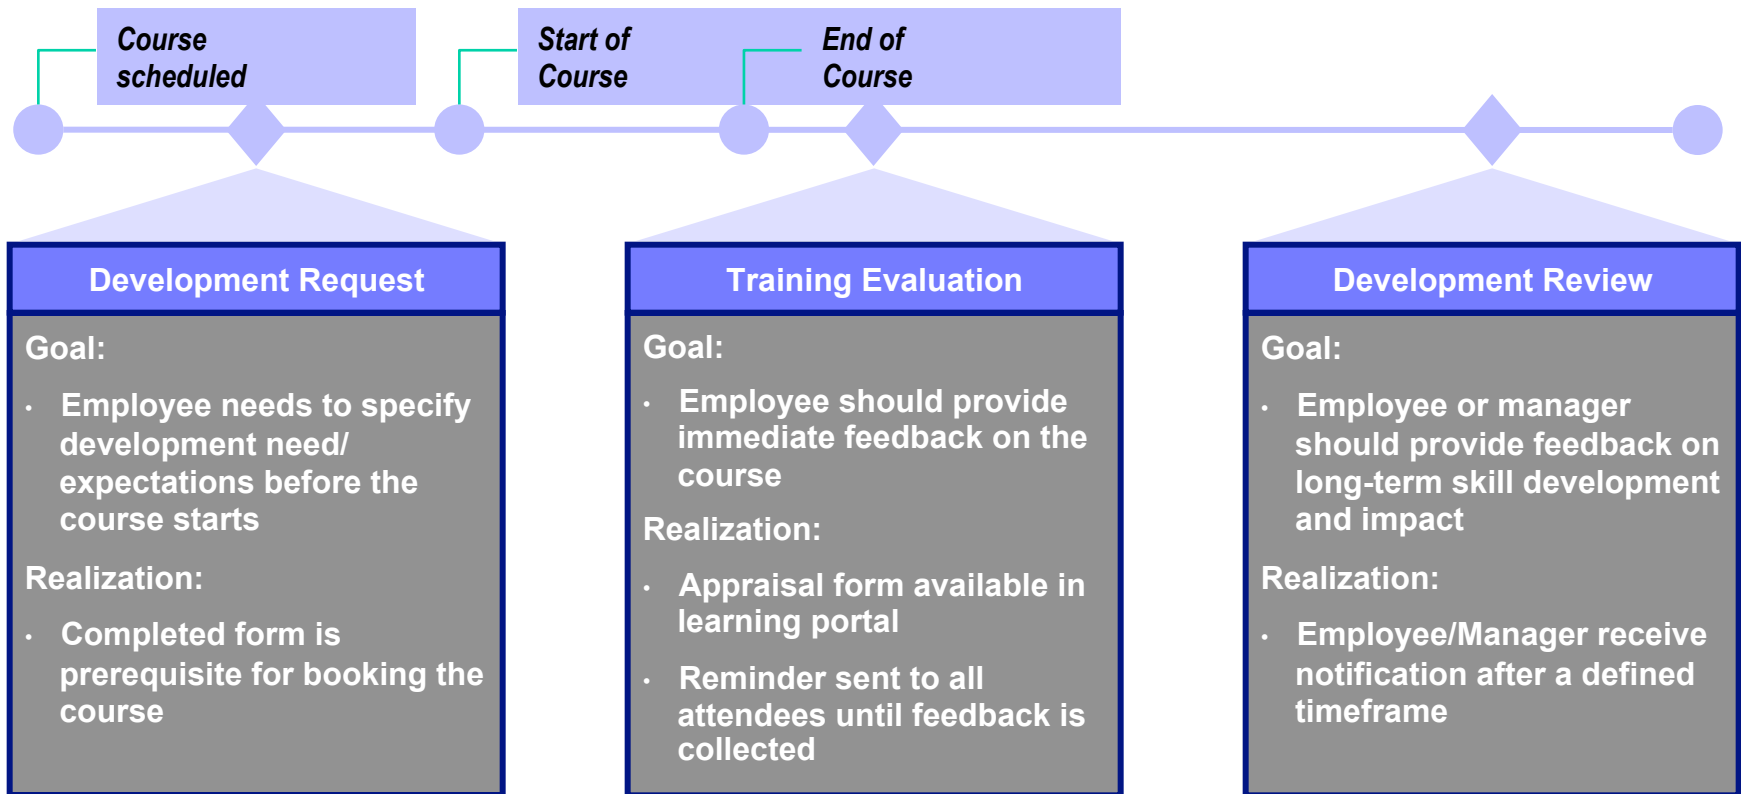 Course
scheduled
Start of
Course
End of
Course
Development Request
Goal:
• Employee needs to specify
development need/
expectations before the
course starts
Realization:
• Completed form is
prerequisite for booking the
course
Training Evaluation
Goal:
• Employee should provide
immediate feedback on the
course
Realization:
• Appraisal form available in
learning portal
• Reminder sent to all
attendees until feedback is
collected
Development Review
Goal:
• Employee or manager
should provide feedback on
long-term skill development
and impact
Realization:
• Employee/Manager receive
notification after a defined
timeframe